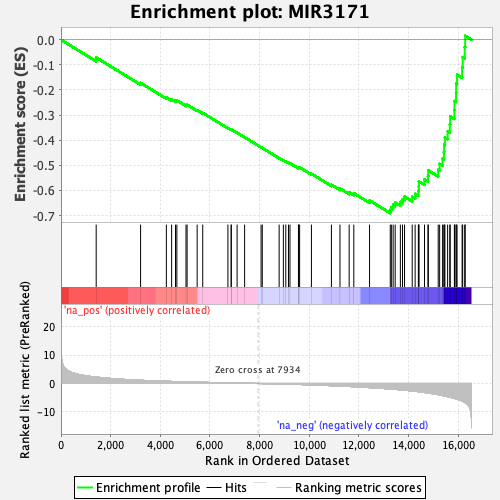 Enrichment plot: MIR3171
Enrichment score (ES)
0.0
-0.1
-0.2
-0.3
-0.4
-0.5
-0.6
-0.7
'na_pos' (positively correlated)
Ranked list metric (PreRanked)
20
10
0
-10
Zero cross at 7934
'na_neg' (negatively correlated)
0
2,000
4,000
6,000
8,000
10,000
12,000
14,000
16,000
Rank in Ordered Dataset
Enrichment profile
Hits
Ranking metric scores